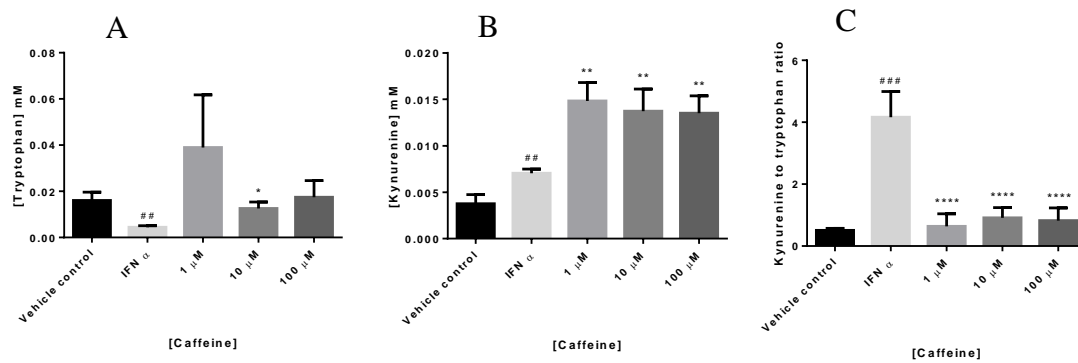 A
[Tryptophan] mM
0.08
0.06
0.04
0.02
0.00
##
*
Vehicle control
IFN α
1 μM
10 μM
100 μM
[Caffeine]
B
[Kynurenine] mM
0.020
0.015
0.010
0.005
0.000
##
**
**
**
Vehicle control
IFN α
1 μM
10 μM
100 μM
[Caffeine]
C
Kynurenine to tryptophan ratio
6
4
2
0
###
****
****
****
Vehicle control
IFN α
1 μM
10 μM
100 μM
[Caffeine]